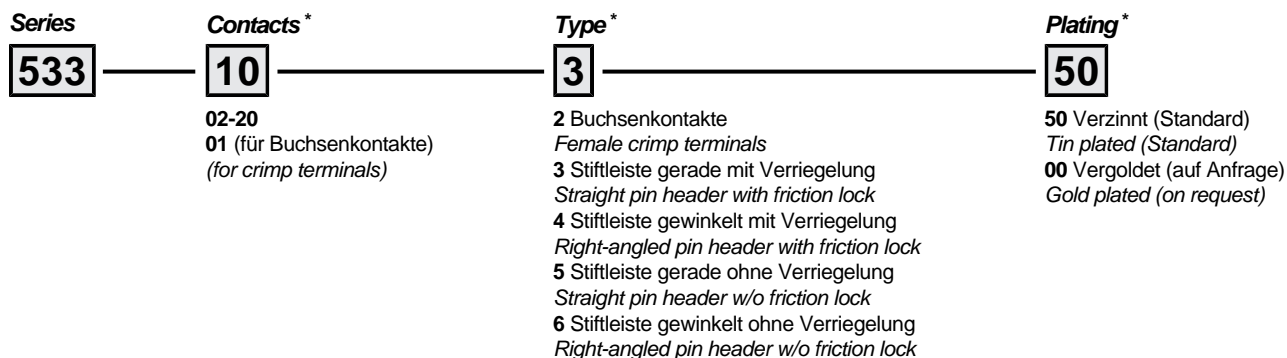 Series
Contacts *
Type *
Plating *
533
10
3
50
02-20
01 (für Buchsenkontakte)
(for crimp terminals)
2 Buchsenkontakte
Female crimp terminals
3 Stiftleiste gerade mit Verriegelung
Straight pin header with friction lock
4 Stiftleiste gewinkelt mit Verriegelung
Right-angled pin header with friction lock
5 Stiftleiste gerade ohne Verriegelung
Straight pin header w/o friction lock
6 Stiftleiste gewinkelt ohne Verriegelung
Right-angled pin header w/o friction lock
50 Verzinnt (Standard)
Tin plated (Standard)
00 Vergoldet (auf Anfrage)
Gold plated (on request)